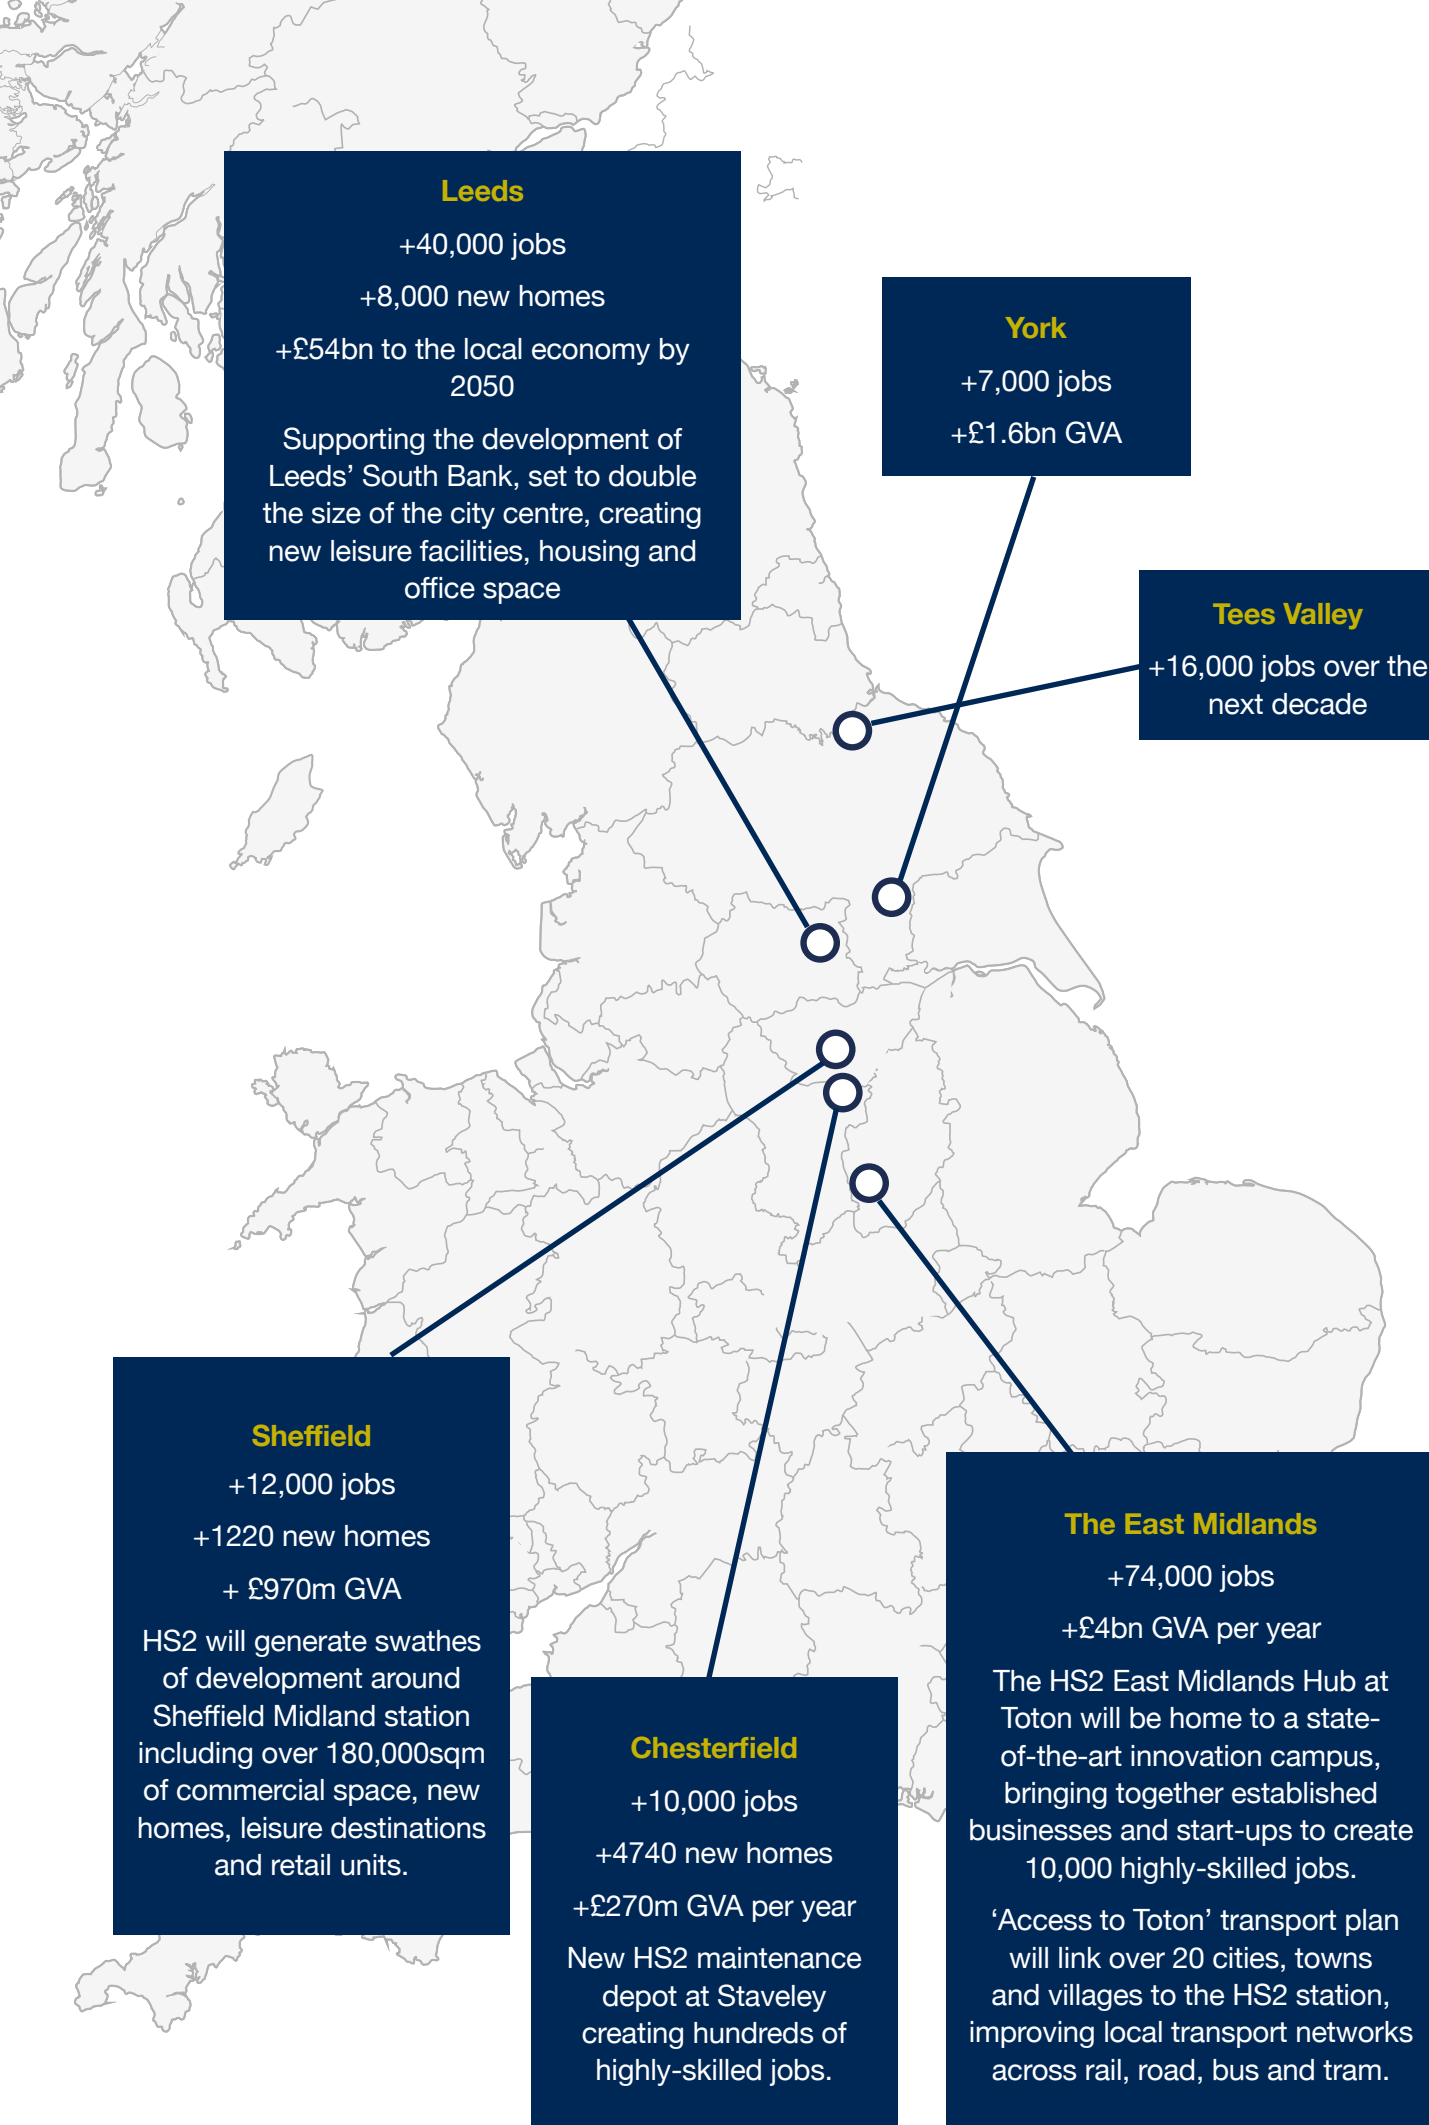 Leeds
+40,000 jobs
+8,000 new homes
+£54bn to the local economy by
2050
Supporting the development of
Leeds’ South Bank, set to double
the size of the city centre, creating
new leisure facilities, housing and
office space
York
+7,000 jobs
+£1.6bn GVA
Tees Valley
+16,000 jobs over the
next decade
Sheffield
+12,000 jobs
+1220 new homes
+ £970m GVA
HS2 will generate swathes
of development around
Sheffield Midland station
including over 180,000sqm
of commercial space, new
homes, leisure destinations
and retail units.
Chesterfield
+10,000 jobs
+4740 new homes
+£270m GVA per year
New HS2 maintenance
depot at Staveley
creating hundreds of
highly-skilled jobs.
The East Midlands
+74,000 jobs
+£4bn GVA per year
The HS2 East Midlands Hub at
Toton will be home to a state-
of-the-art innovation campus,
bringing together established
businesses and start-ups to create
10,000 highly-skilled jobs.
‘Access to Toton’ transport plan
will link over 20 cities, towns
and villages to the HS2 station,
improving local transport networks
across rail, road, bus and tram.